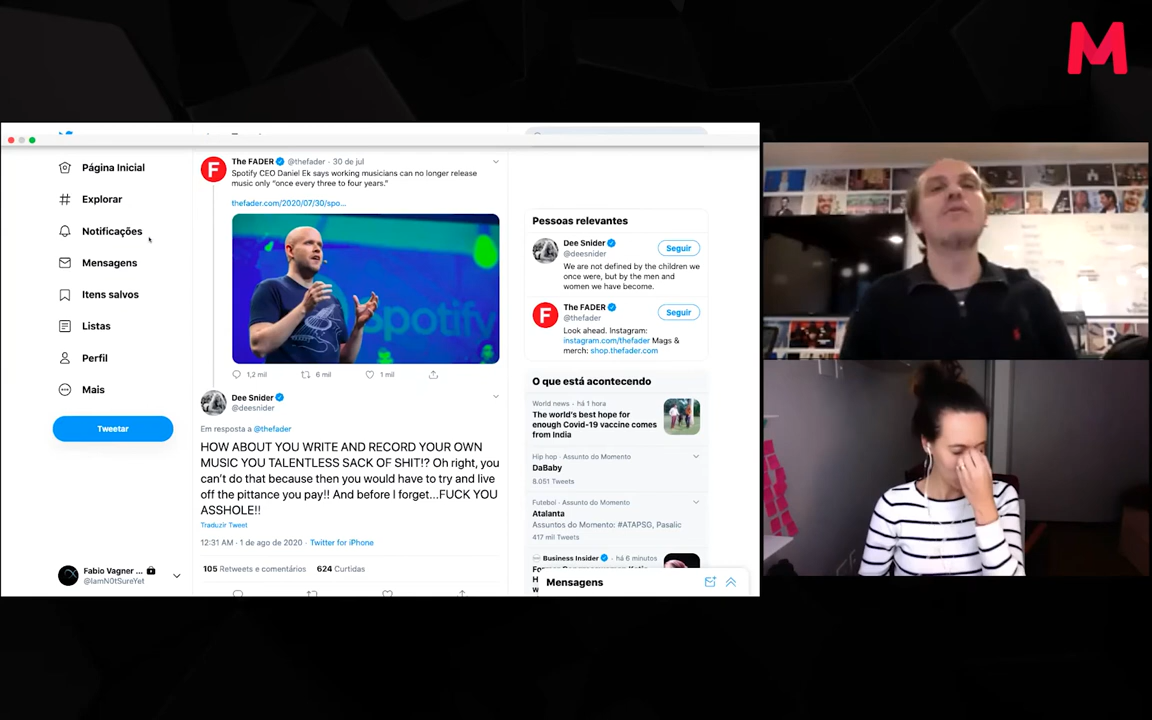 M
Página Inicial
Explorar
Notificações
Mensagens
Itens salvos
Listas
Perfil
Mais
Tweetar
Fabio Vagner ...
@IamN0tSureYet
F
The FADER @thefader · 30 de jul
Spotify CEO Daniel Ek says working musicians can no longer release
music only "once every three to four years."
thefader.com/2020/07/30/spo...
Spotify
1,2 mil 6 mil 1 mil
Dee Snider
@deesnider
Em resposta a @thefader
HOW ABOUT YOU WRITE AND RECORD YOUR OWN
MUSIC YOU TALENTLESS SACK OF SHIT!? Oh right, you
can't do that because then you would have to try and live
off the pittance you pay!! And before I forget...FUCK YOU
ASSHOLE!!
Traduzir Tweet
12:31 AM · 1 de ago de 2020 · Twitter for iPhone
105 Retweets e comentários 624 Curtidas
Pessoas relevantes
Dee Snider
@deesnider
Seguir
We are not defined by the children we
once were, but by the men and
women we have become.
F
The FADER
@thefader
Seguir
Look ahead. Instagram:
instagram.com/thefader Mags &
merch: shop.thefader.com
O que está acontecendo
World news · há 1 hora
The world's best hope for
enough Covid-19 vaccine comes
from India
Hip hop · Assunto do Momento
DaBaby
8.051 Tweets
Futebol · Assunto do Momento
Atalanta
Assuntos do Momento: #ATAPSG, Pasalic
417 mil Tweets
Business Insider · há 6 minutos
Mensagens